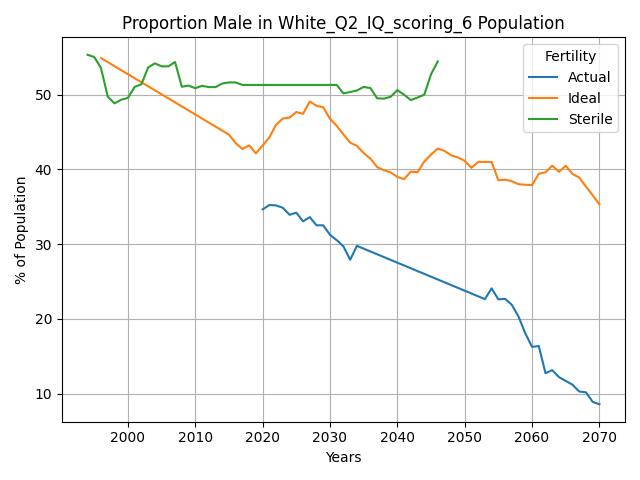 Proportion Male in White_Q2_IQ_scoring_6 Population
Fertility
Actual
Ideal
Sterile
% of Population
50
40
30
20
10
2000 2010 2020 2030 2040 2050 2060 2070
Years